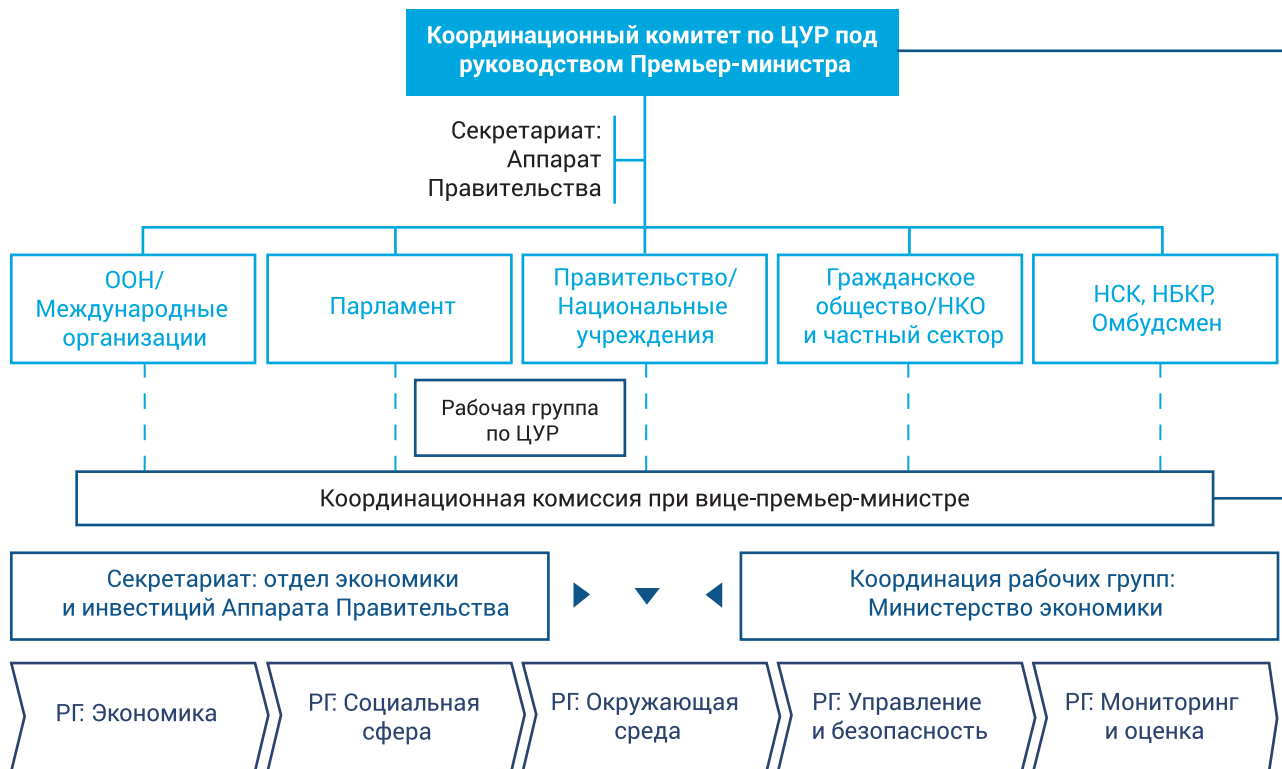 Координационный комитет по ЦУР под
руководством Премьер-министра
Секретариат:
Аппарат
Правительства
ООН/
Международные
организации
Парламент
Правительство/
Национальные
учреждения
Гражданское
общество/НКО
и частный сектор
НСК, НБКР,
Омбудсмен
Рабочая группа
по ЦУР
Координационная комиссия при вице-премьер-министре
Секретариат: отдел экономики
и инвестиций Аппарата Правительства
Координация рабочих групп:
Министерство экономики
РГ: Экономика
РГ: Социальная
сфера
РГ: Окружающая
среда
РГ: Управление
и безопасность
РГ: Мониторинг
и оценка